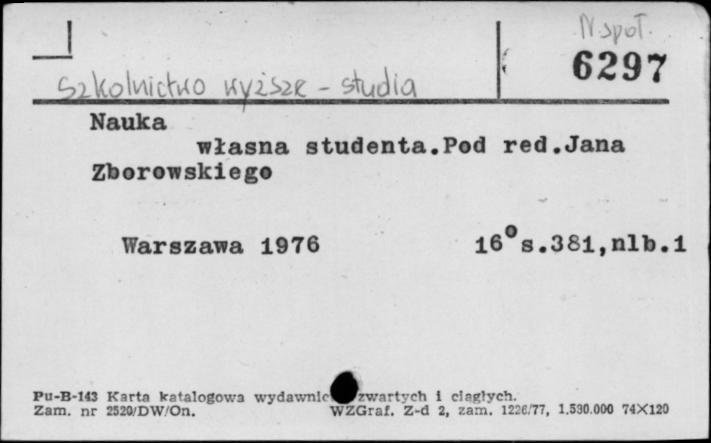 N społ.
6297
Szkolnictwo wyższe - studia
Nauka
własna studenta.Pod red.Jana
Zborowskiego
Warszawa 1976 16° s.381,nlb.1
Pu-B-143 Karta katalogowa wydawnic zwartych i ciągłych.
Zam. nr 2520/DW/On. WZGraf. Z-d 2, zam. 1226/77, 1.530.000 74X120